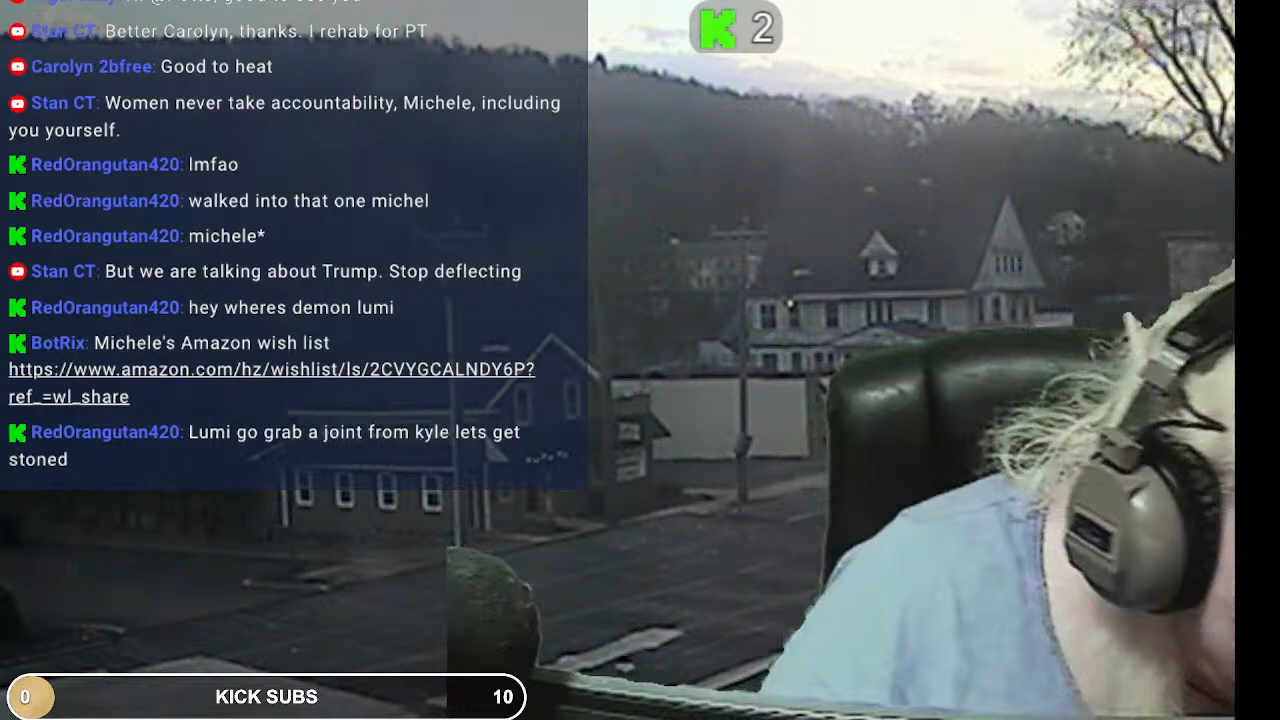 Stan CT: Better Carolyn, thanks. I rehab for PT
Carolyn 2bfree: Good to heat
Stan CT: Women never take accountability, Michele, including
you yourself.
RedOrangutan420: lmfao
RedOrangutan420: walked into that one michel
RedOrangutan420: michele*
Stan CT: But we are talking about Trump. Stop deflecting
RedOrangutan420: hey wheres demon lumi
BotRix: Michele's Amazon wish list
https://www.amazon.com/hz/wishlist/ls/2CVYGCALNDY6P?
ref_=wl_share
RedOrangutan420: Lumi go grab a joint from kyle lets get
stoned
K 2
0 KICK SUBS 10